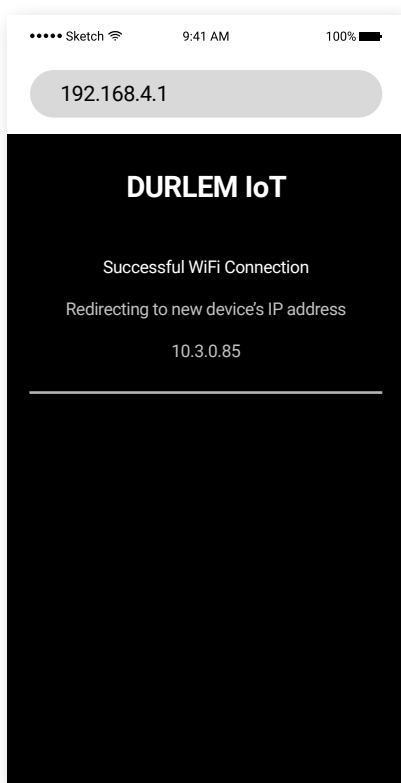 Sketch 9:41 AM 100%
192.168.4.1
DURLEM IoT
Successful WiFi Connection
Redirecting to new device's IP address
10.3.0.85